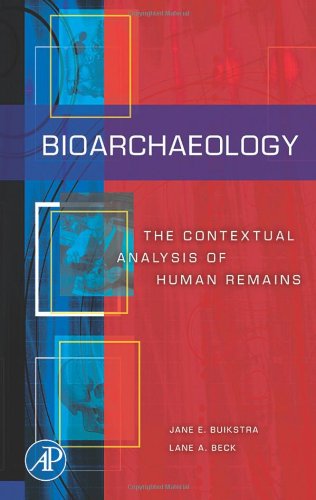 BIOARCHAEOLOGY
THE CONTEXTUAL
ANALYSIS OF
HUMAN REMAINS
JANE E. BUIKSTRA
LANE A. BECK
AP